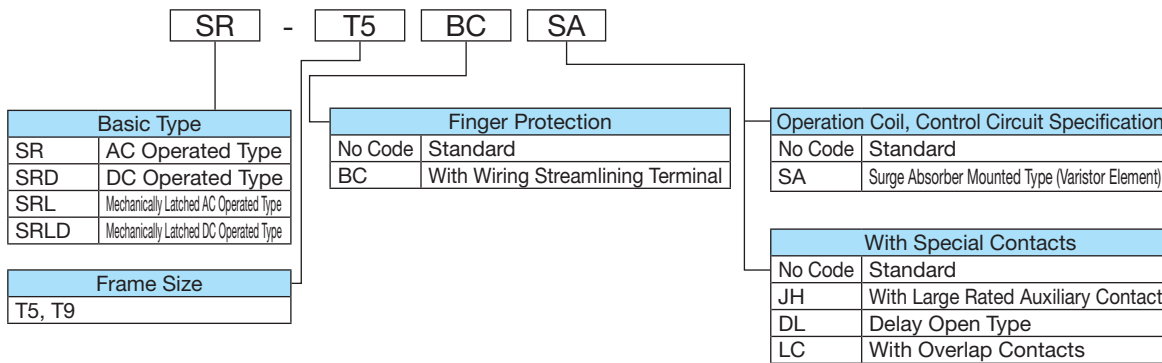 SR - T5 BC SA
Basic Type
SR AC Operated Type
SRD DC Operated Type
SRL Mechanically Latched AC Operated Type
SRLD Mechanically Latched DC Operated Type
Frame Size
T5, T9
Finger Protection
No Code Standard
BC With Wiring Streamlining Terminal
Operation Coil, Control Circuit Specification
No Code Standard
SA Surge Absorber Mounted Type (Varistor Element)
With Special Contacts
No Code Standard
JH With Large Rated Auxiliary Contact
DL Delay Open Type
LC With Overlap Contacts